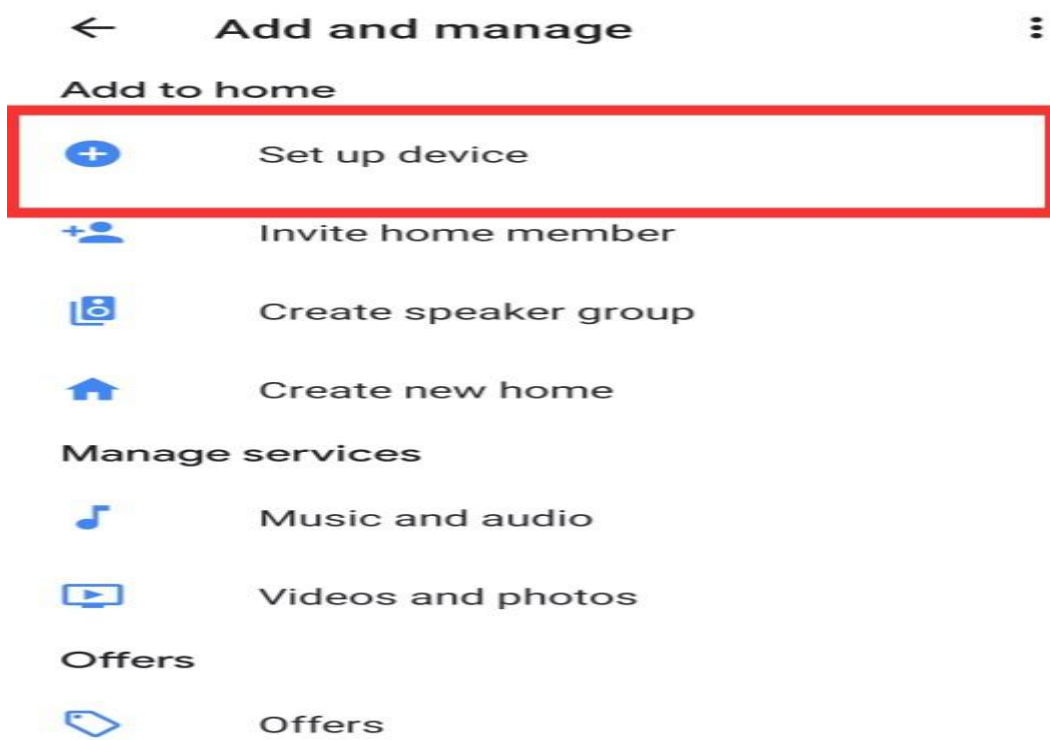 Add and manage
Add to home
Set up device
Invite home member
Create speaker group
Create new home
Manage services
Music and audio
Videos and photos
Offers
Offers